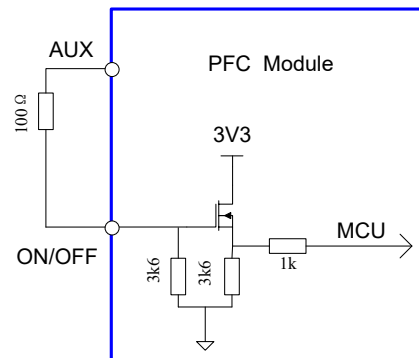 AUX
PFC Module
100 Ω
3V3
ON/OFF
3k6
3k6
1k
MCU